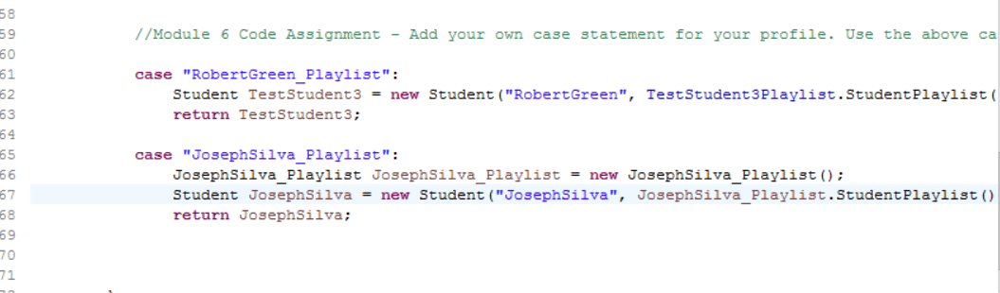 58
59 //Module 6 Code Assignment - Add your own case statement for your profile. Use the above ca
60
61 case "RobertGreen_Playlist":
62 Student TestStudent3 = new Student("RobertGreen", TestStudent3Playlist.StudentPlaylist(
63 return TestStudent3;
64
65 case "JosephSilva_Playlist":
66 JosephSilva_Playlist JosephSilva_Playlist = new JosephSilva_Playlist();
67 Student JosephSilva = new Student("JosephSilva", JosephSilva_Playlist.StudentPlaylist()
68 return JosephSilva;
69
70
71